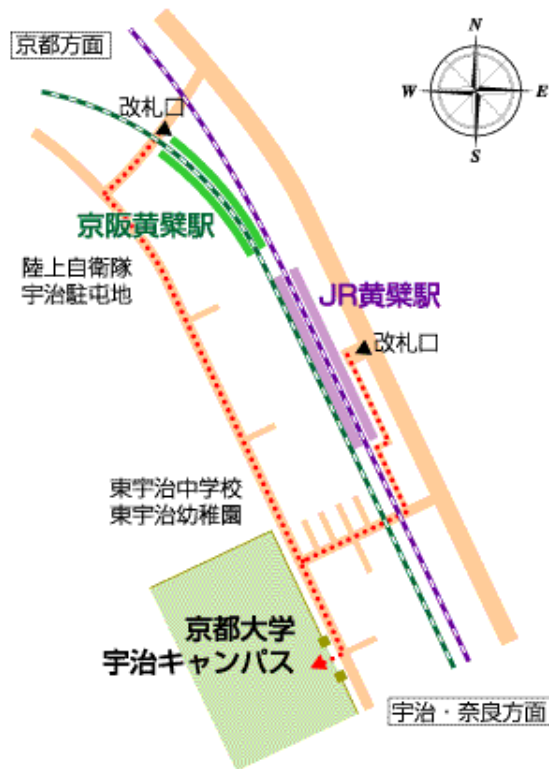 京都方面
N
W
E
S
改札口
京阪黄檗駅
陸上自衛隊
宇治駐屯地
JR黄檗駅
改札口
東宇治中学校
東宇治幼稚園
京都大学
宇治キャンパス
宇治・奈良方面